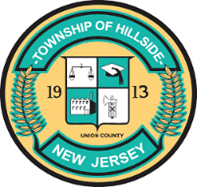 TOWNSHIP OF HILLSIDE
19 13
UNION COUNTY
NEW JERSEY